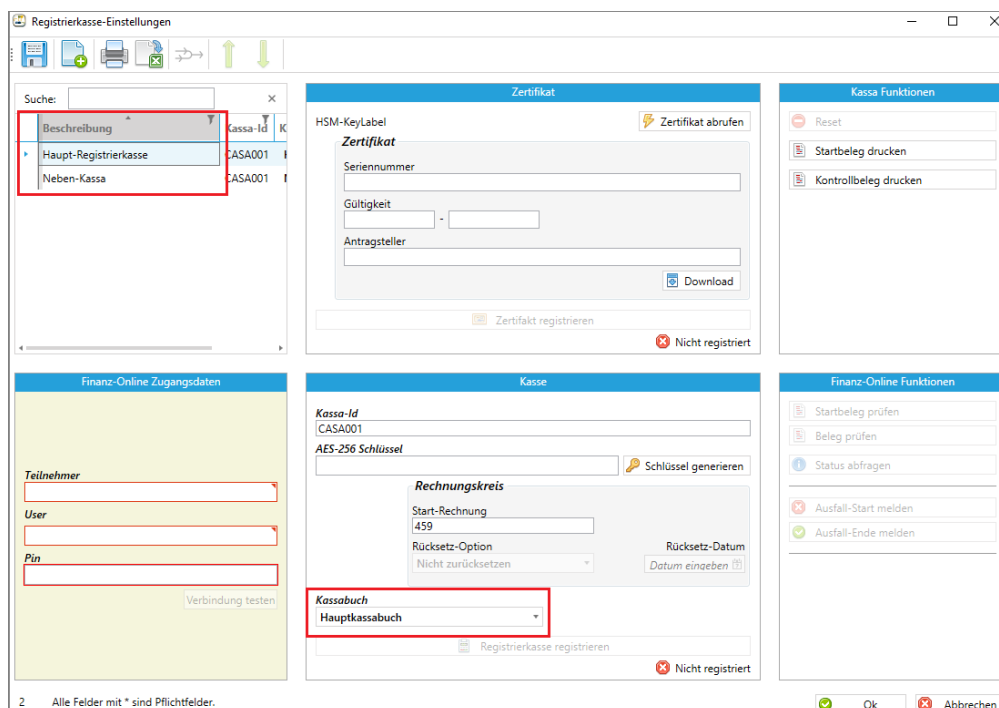 Registrierkasse-Einstellungen
Suche:
Beschreibung Kassa-Id K
Haupt-Registrierkasse CASA001
Neben-Kassa CASA001
Zertifikat
HSM-KeyLabel Zertifikat abrufen
Zertifikat
Seriennummer
Gültigkeit
-
Antragsteller
Download
Zertifakt registrieren
Nicht registriert
Kassa Funktionen
Reset
Startbeleg drucken
Kontrollbeleg drucken
Finanz-Online Zugangsdaten
Teilnehmer
User
Pin
Verbindung testen
Kasse
Kassa-Id
CASA001
AES-256 Schlüssel
Schlüssel generieren
Rechnungskreis
Start-Rechnung
459
Rücksetz-Option Rücksetz-Datum
Nicht zurücksetzen Datum eingeben
Kassabuch
Hauptkassabuch
Registrierkasse registrieren
Nicht registriert
Finanz-Online Funktionen
Startbeleg prüfen
Beleg prüfen
Status abfragen
Ausfall-Start melden
Ausfall-Ende melden
2 Alle Felder mit * sind Pflichtfelder.
Ok Abbrechen